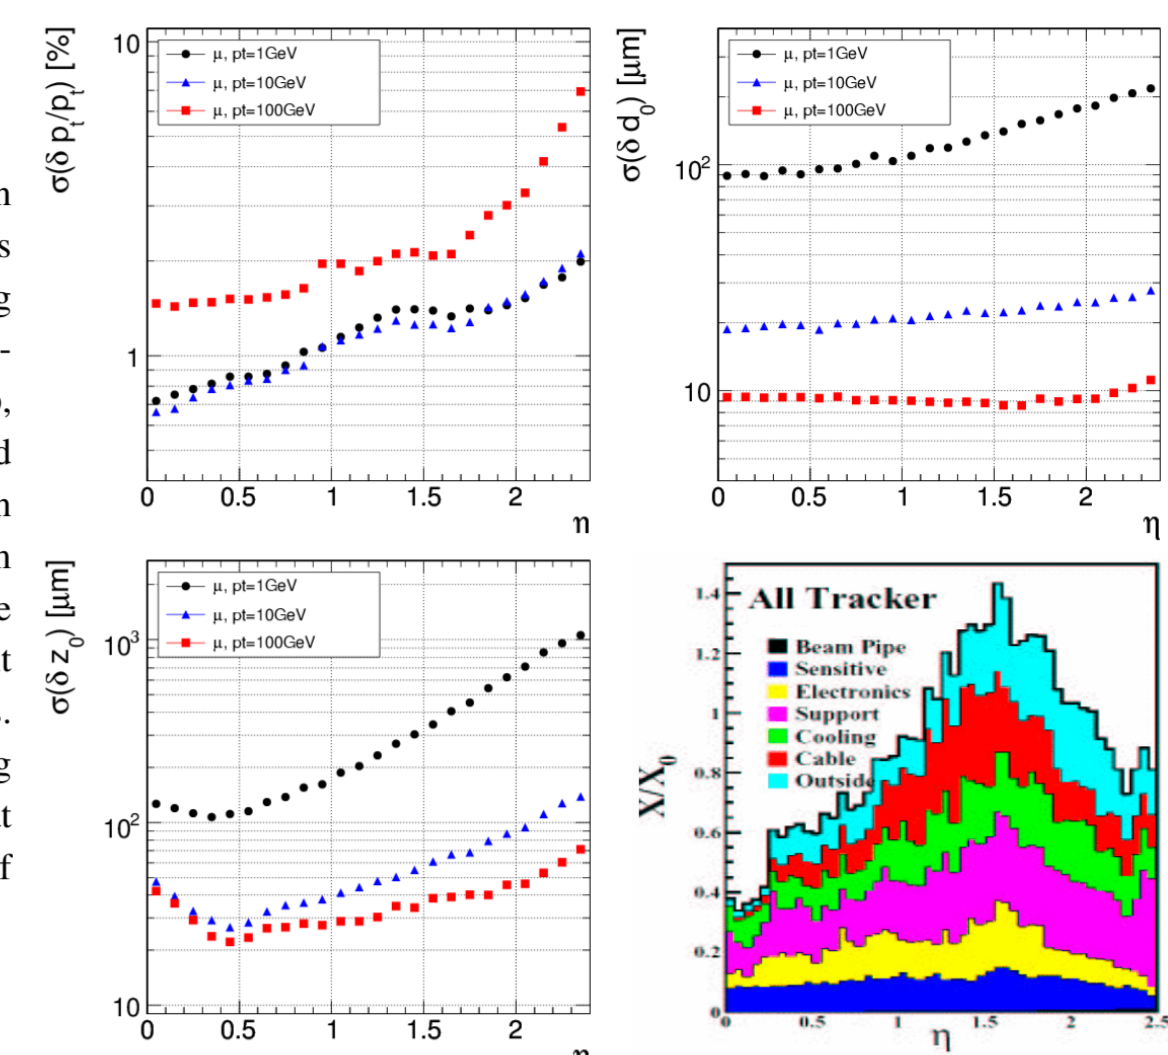 σ(δ p_t/p_t) [%]
μ, pt=1GeV
μ, pt=10GeV
μ, pt=100GeV
10
1
0 0.5 1 1.5 2
η
σ(δ d_0) [μm]
μ, pt=1GeV
μ, pt=10GeV
μ, pt=100GeV
10^2
10
0 0.5 1 1.5 2
η
σ(δ z_0) [μm]
μ, pt=1GeV
μ, pt=10GeV
μ, pt=100GeV
10^3
10^2
10
0 0.5 1 1.5 2
All Tracker
Beam Pipe
Sensitive
Electronics
Support
Cooling
Cable
Outside
X/X_0
1.4
1.2
1
0.8
0.6
0.4
0.2
0
0 0.5 1 1.5 2 2.5
η